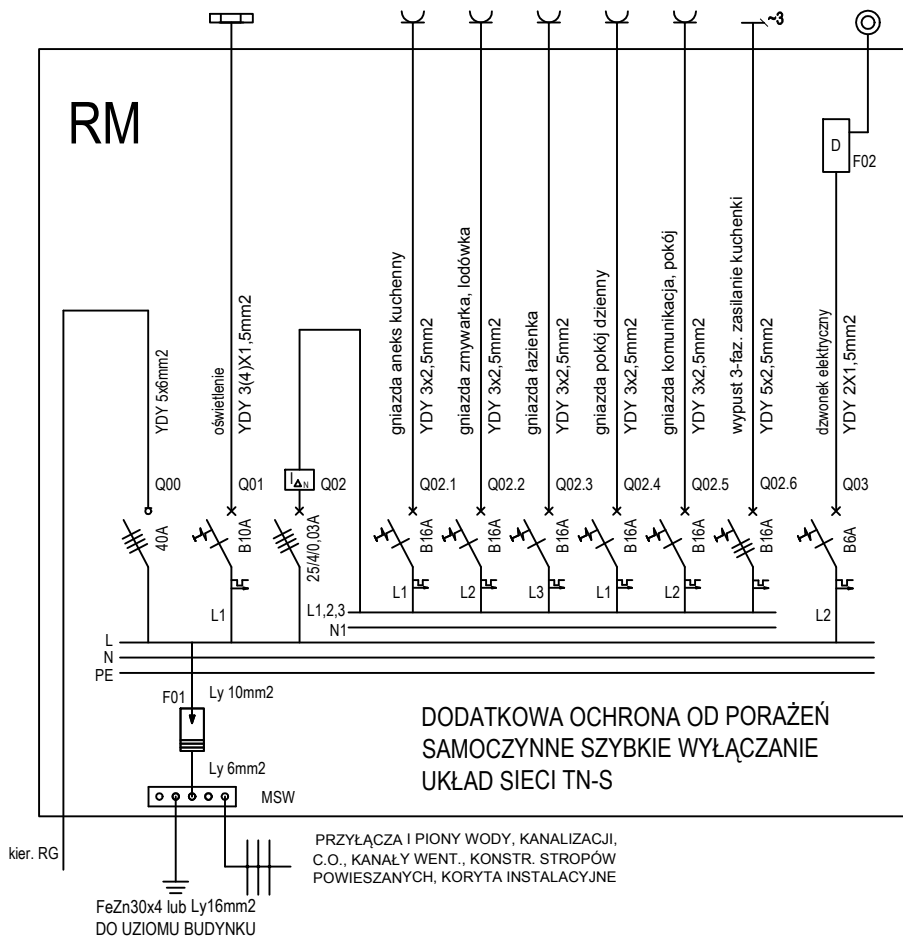 ~3
RM
D
F02
YDY 5x6mm2
oświetlenie
YDY 3(4)X1,5mm2
gniazda aneks kuchenny
YDY 3x2,5mm2
gniazda zmywarka, lodówka
YDY 3x2,5mm2
gniazda łazienka
YDY 3x2,5mm2
gniazda pokój dzienny
YDY 3x2,5mm2
gniazda komunikacja, pokój
YDY 3x2,5mm2
wypust 3-faz. zasilanie kuchenki
YDY 5x2,5mm2
dzwonek elektryczny
YDY 2X1,5mm2
Q00
Q01
I∆N
Q02
Q02.1
Q02.2
Q02.3
Q02.4
Q02.5
Q02.6
Q03
40A
B10A
25/4/0,03A
B16A
B16A
B16A
B16A
B16A
B16A
B6A
L1
L1
L2
L3
L1
L2
L2
L1,2,3
N1
L
N
PE
F01
Ly 10mm2
Ly 6mm2
MSW
DODATKOWA OCHRONA OD PORAŻEŃ
SAMOCZYNNE SZYBKIE WYŁĄCZANIE
UKŁAD SIECI TN-S
kier. RG
PRZYŁĄCZA I PIONY WODY, KANALIZACJI,
C.O., KANAŁY WENT., KONSTR. STROPÓW
POWIESZANYCH, KORYTA INSTALACYJNE
FeZn30x4 lub Ly16mm2
DO UZIOMU BUDYNKU